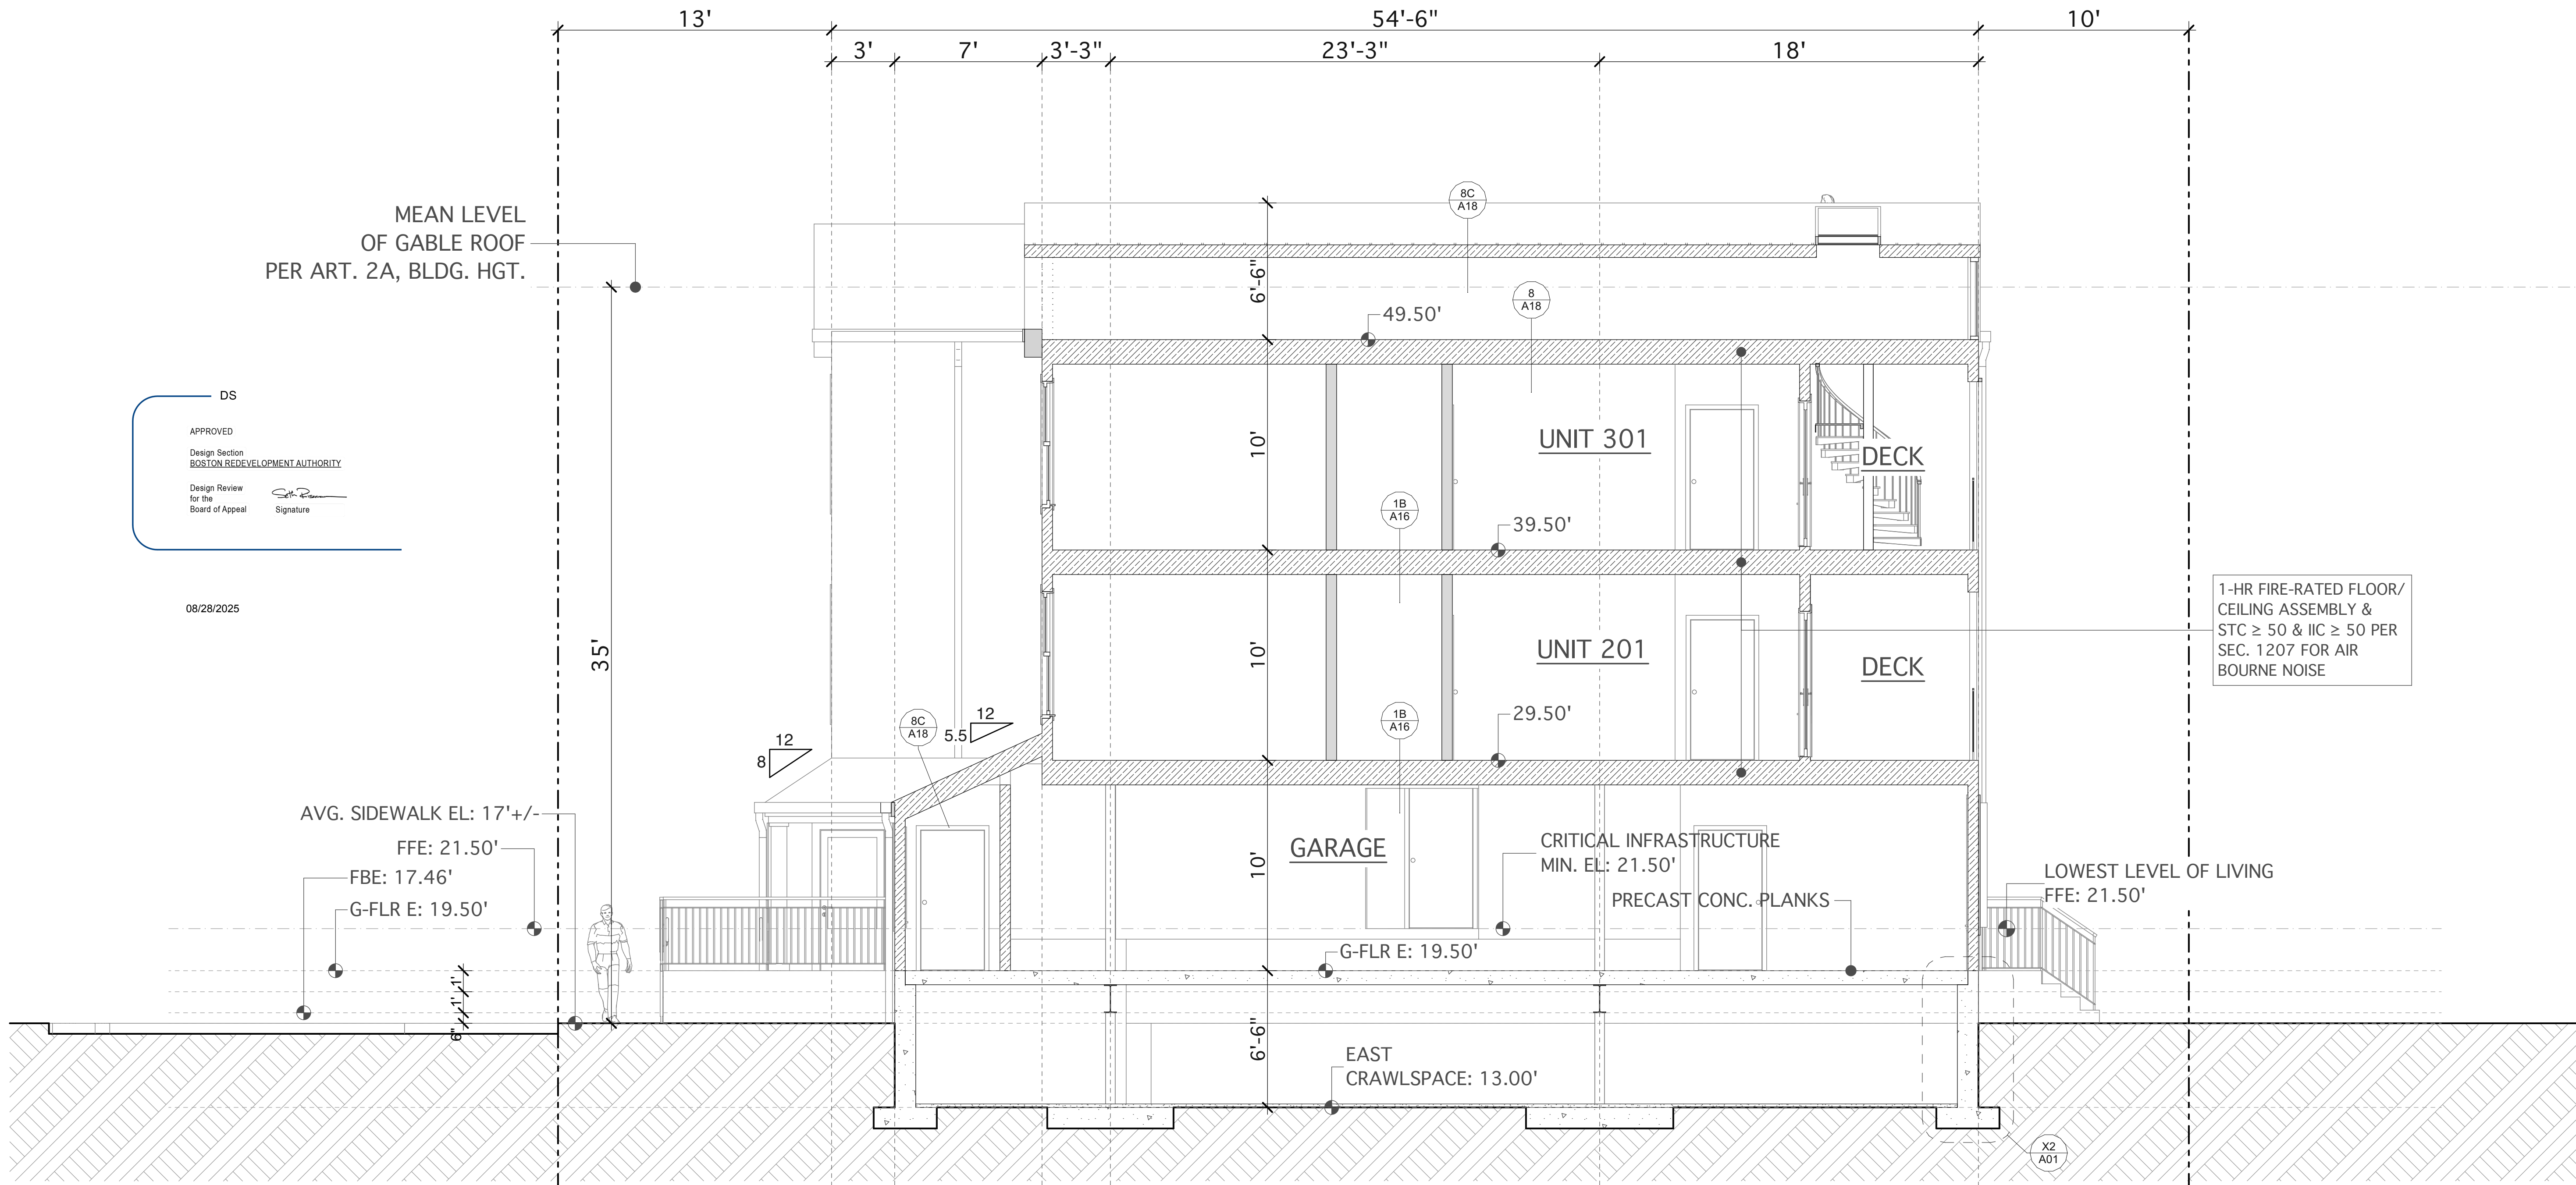 13'
54'-6"
10'
3'
7'
3'-3"
23'-3"
18'
8C
A18
MEAN LEVEL
OF GABLE ROOF
PER ART. 2A, BLDG. HGT.
6'-6"
8
A18
49.50'
DS
APPROVED
Design Section
BOSTON REDEVELOPMENT AUTHORITY
Design Review
for the
Board of Appeal
Signature
08/28/2025
10'
UNIT 301
DECK
1B
A16
39.50'
1-HR FIRE-RATED FLOOR/
CEILING ASSEMBLY &
STC ≥ 50 & IIC ≥ 50 PER
SEC. 1207 FOR AIR
BOURNE NOISE
35'
10'
UNIT 201
DECK
8C
A18
12
5.5
12
8
1B
A16
29.50'
AVG. SIDEWALK EL: 17'+/-
FFE: 21.50'
FBE: 17.46'
G-FLR E: 19.50'
GARAGE
10'
CRITICAL INFRASTRUCTURE
MIN. EL: 21.50'
PRECAST CONC. PLANKS
LOWEST LEVEL OF LIVING
FFE: 21.50'
G-FLR E: 19.50'
1'
1'
6"
6'-6"
EAST
CRAWLSPACE: 13.00'
X2
A01